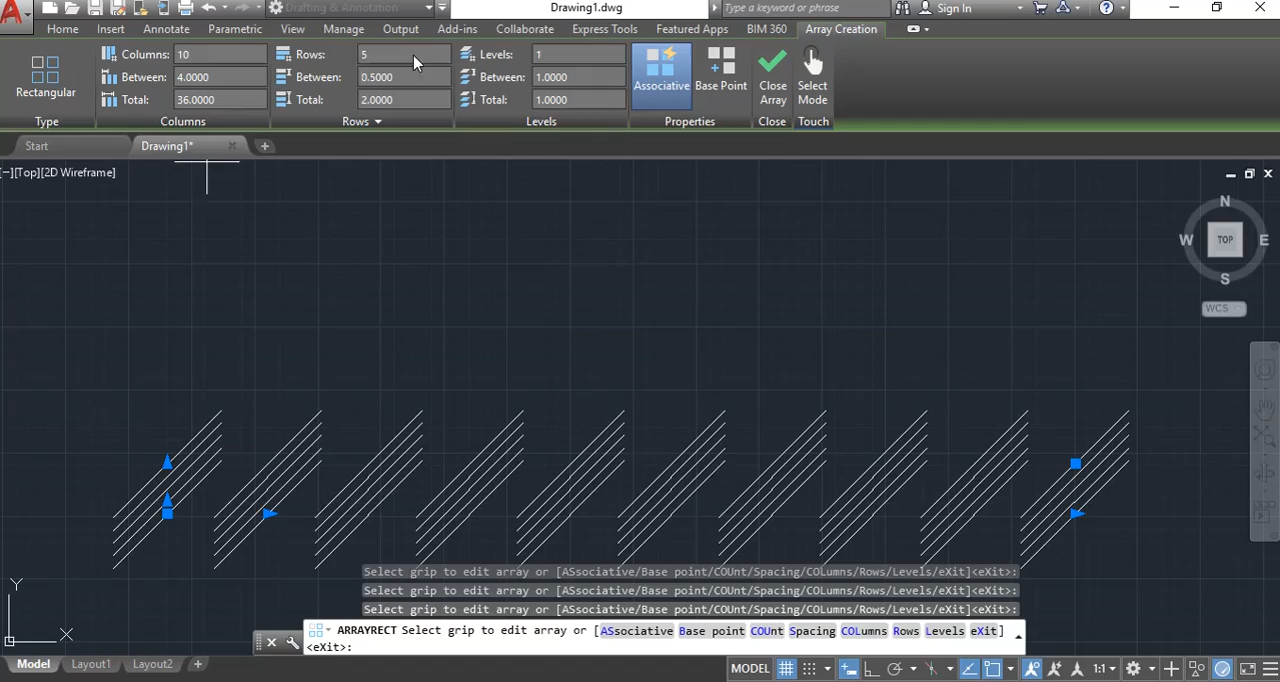 A
Drafting & Annotation
Drawing1.dwg
Type a keyword or phrase
Sign In
Home Insert Annotate Parametric View Manage Output Add-ins Collaborate Express Tools Featured Apps BIM 360 Array Creation
Columns: 10 Rows: 5 Levels: 1
Between: 4.0000 Between: 0.5000 Between: 1.0000
Total: 36.0000 Total: 2.0000 Total: 1.0000
Rectangular
Associative
Base Point
Close Array
Select Mode
Type Columns Rows Levels Properties Close Touch
Start Drawing1*
[−][Top][2D Wireframe]
N
W TOP E
S
WCS
Y
X
Select grip to edit array or [ASsociative/Base point/COUnt/Spacing/COLumns/Rows/Levels/eXit]<eXit>:
Select grip to edit array or [ASsociative/Base point/COUnt/Spacing/COLumns/Rows/Levels/eXit]<eXit>:
Select grip to edit array or [ASsociative/Base point/COUnt/Spacing/COLumns/Rows/Levels/eXit]<eXit>:
ARRAYRECT Select grip to edit array or [ASsociative Base point COUnt Spacing COLumns Rows Levels eXit]
<eXit>:
Model Layout1 Layout2
MODEL 1:1